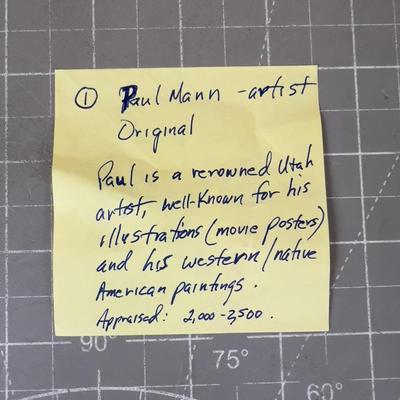 ① Paul Mann - artist
Original
Paul is a renowned Utah
artist, well-known for his
illustrations (movie posters)
and his western/native
American paintings.
Appraised: 2,000-2,500.
90°
75°
60°